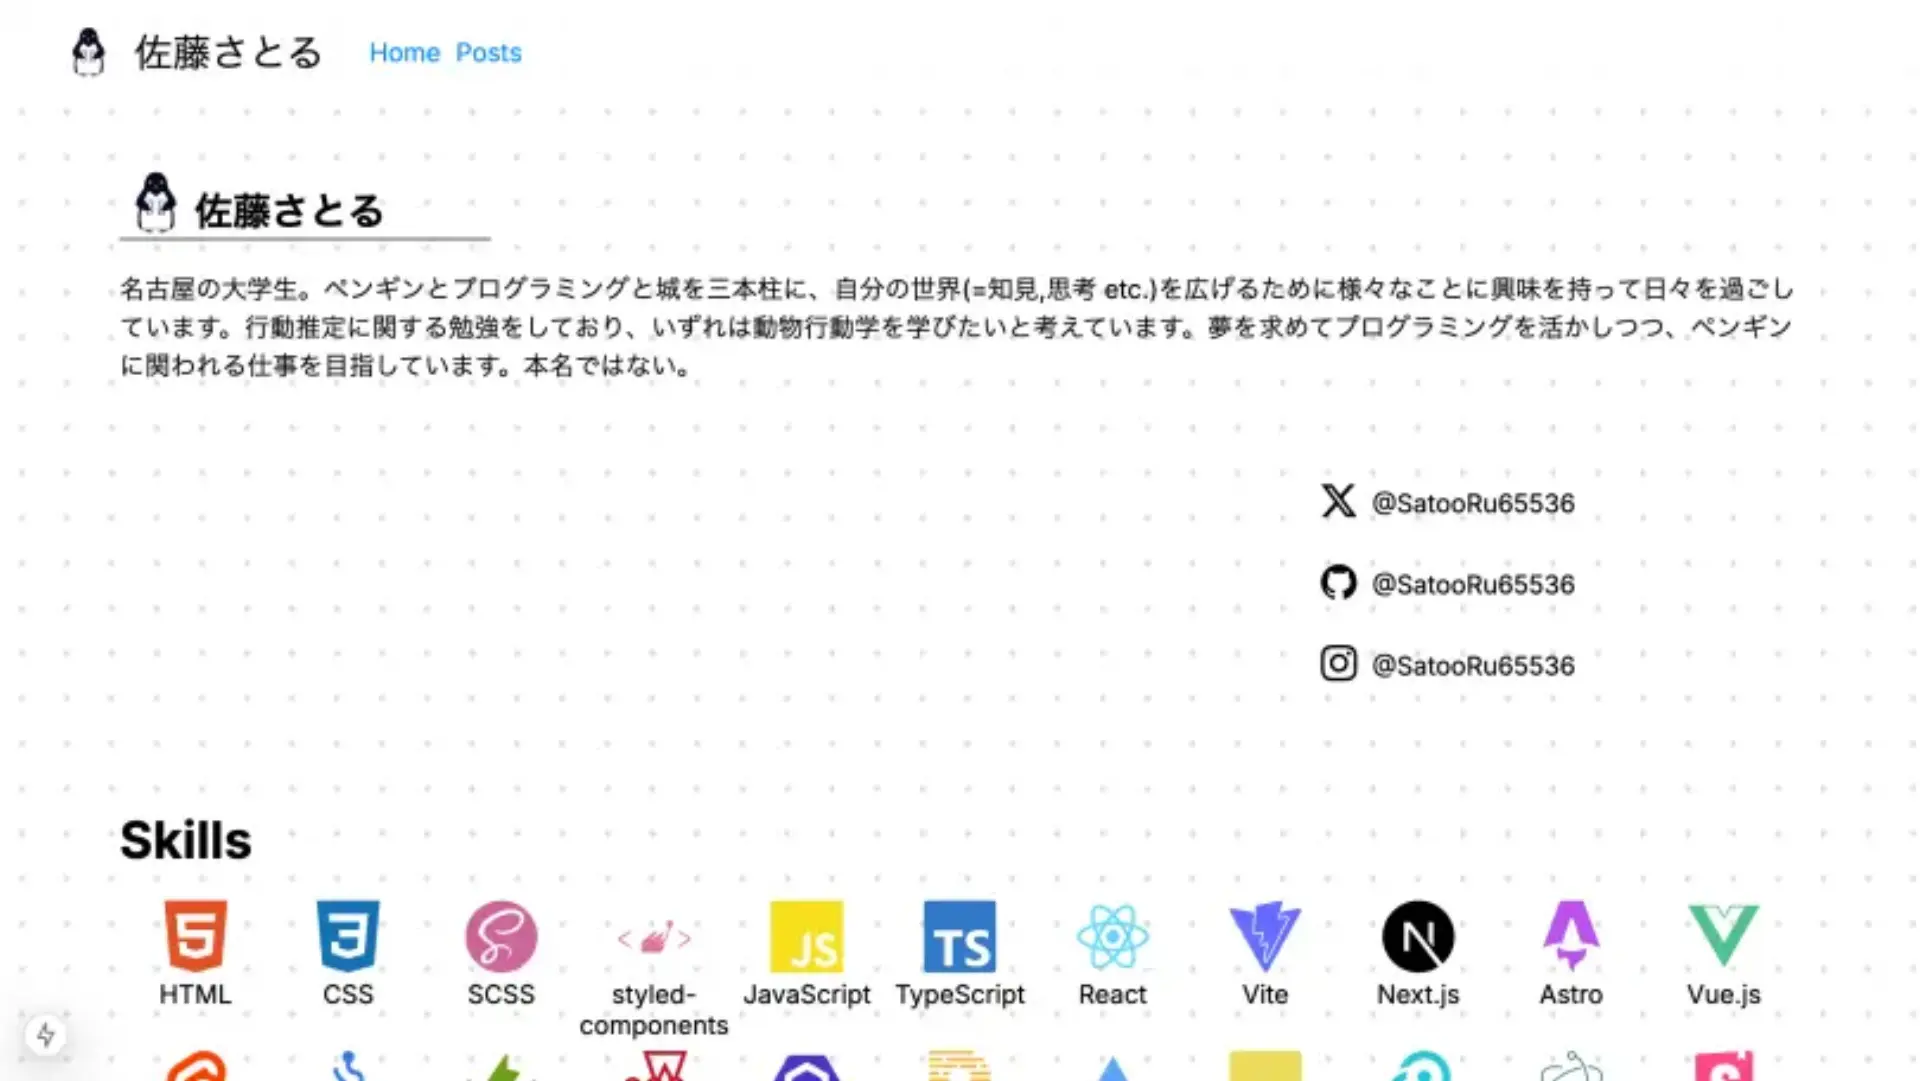 佐藤さとる Home Posts
佐藤さとる
名古屋の大学生。ペンギンとプログラミングと城を三本柱に、自分の世界(=知見,思考 etc.)を広げるために様々なことに興味を持って日々を過ごし
ています。行動推定に関する勉強をしており、いずれは動物行動学を学びたいと考えています。夢を求めてプログラミングを活かしつつ、ペンギン
に関われる仕事を目指しています。本名ではない。
@SatooRu65536
@SatooRu65536
@SatooRu65536
Skills
HTML CSS SCSS styled- JavaScript TypeScript React Vite Next.js Astro Vue.js
components